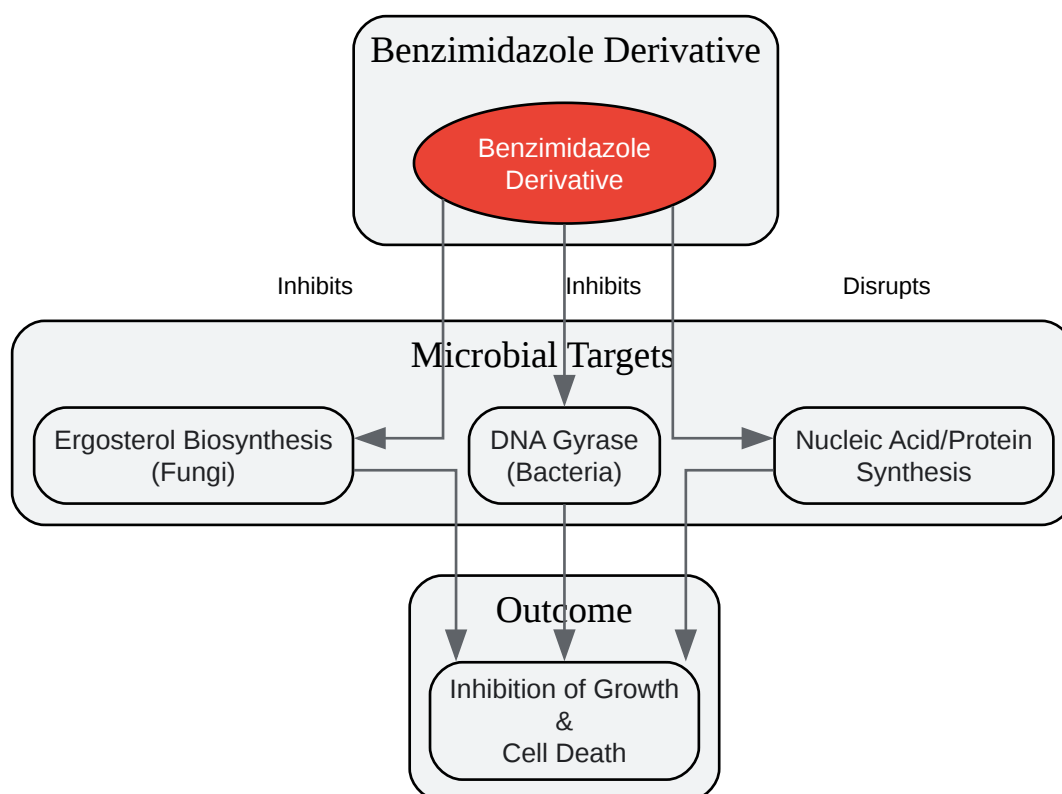 Benzimidazole Derivative
Benzimidazole
Derivative
Inhibits
Inhibits
Disrupts
Microbial Targets
Ergosterol Biosynthesis
(Fungi)
DNA Gyrase
(Bacteria)
Nucleic Acid/Protein
Synthesis
Outcome
Inhibition of Growth
&
Cell Death